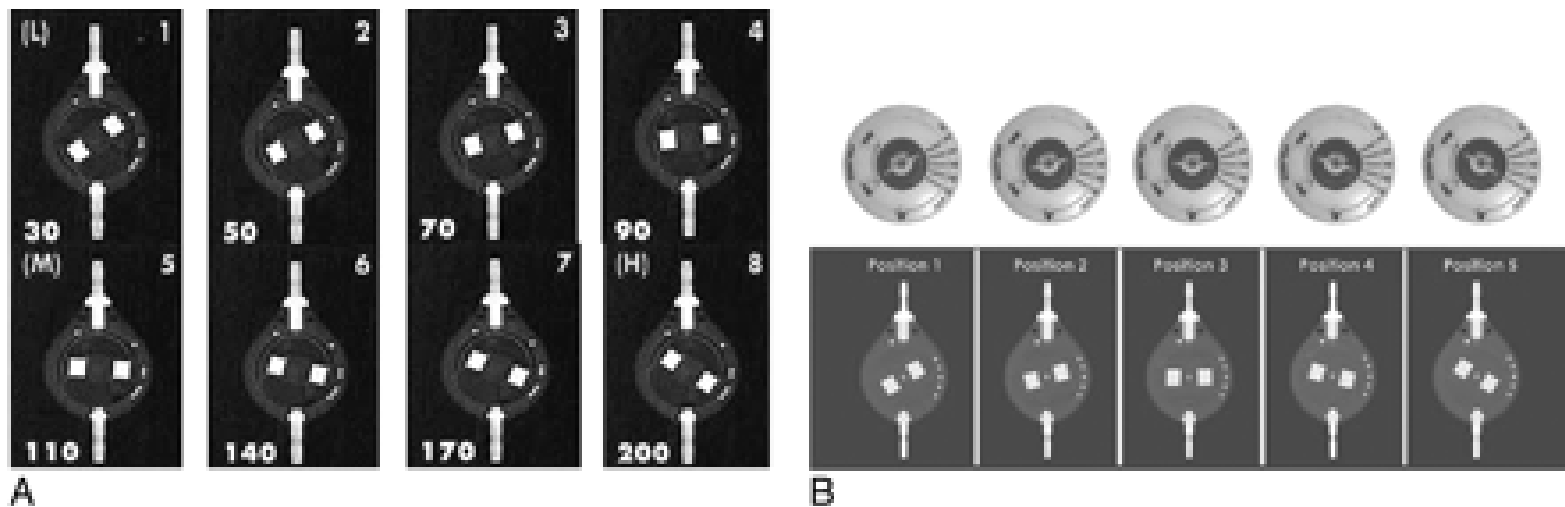 (L) 1
2
3
4
30
50
70
90
(M) 5
6
7
(H) 8
110
140
170
200
A
Position 1
Position 2
Position 3
Position 4
Position 5
B